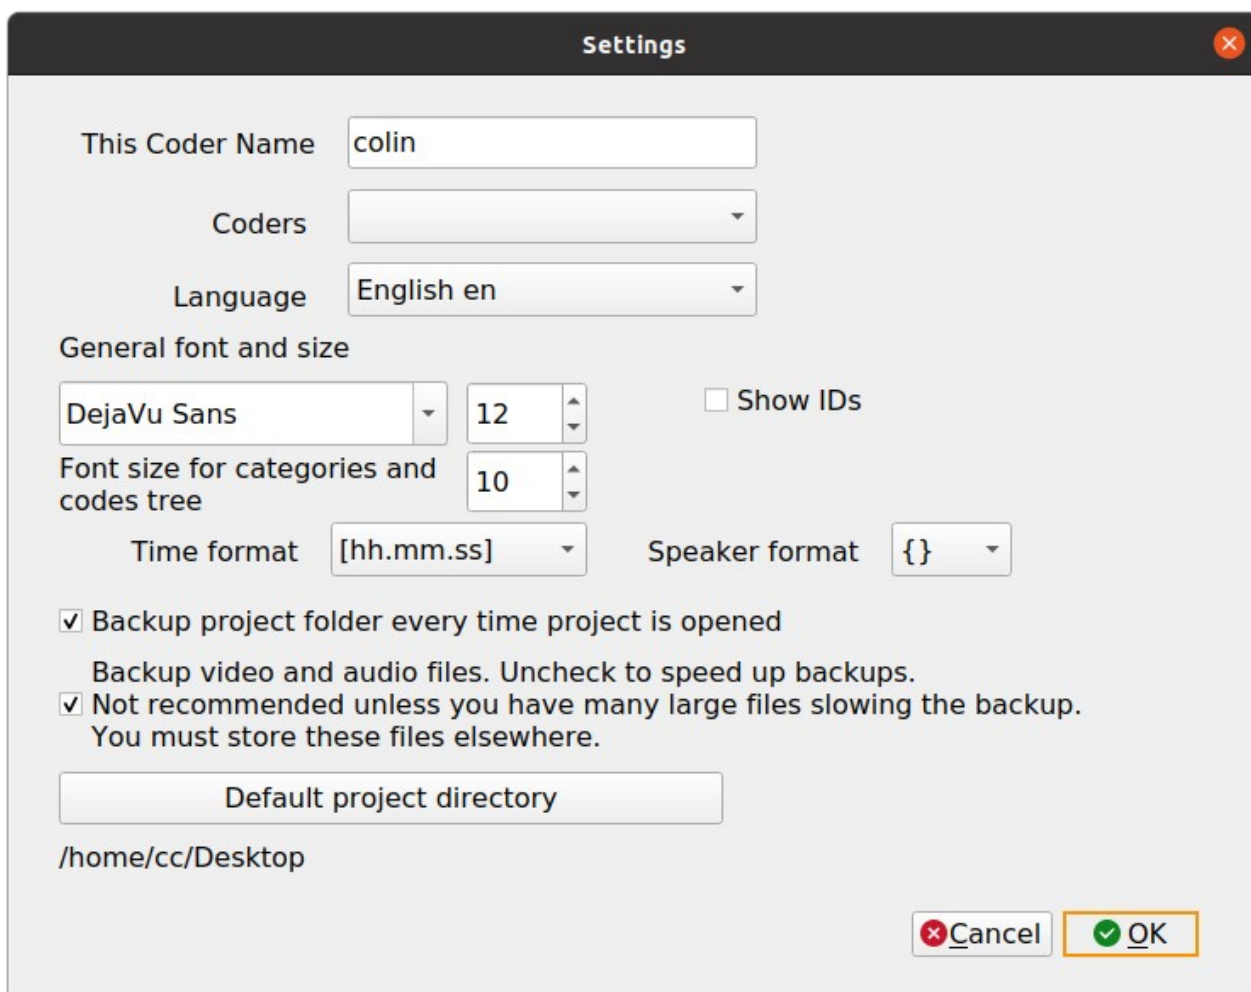 Settings
This Coder Name colin
Coders
Language English en
General font and size
DejaVu Sans 12 Show IDs
Font size for categories and
codes tree 10
Time format [hh.mm.ss] Speaker format {}
Backup project folder every time project is opened
Backup video and audio files. Uncheck to speed up backups.
Not recommended unless you have many large files slowing the backup.
You must store these files elsewhere.
Default project directory
/home/cc/Desktop
Cancel OK